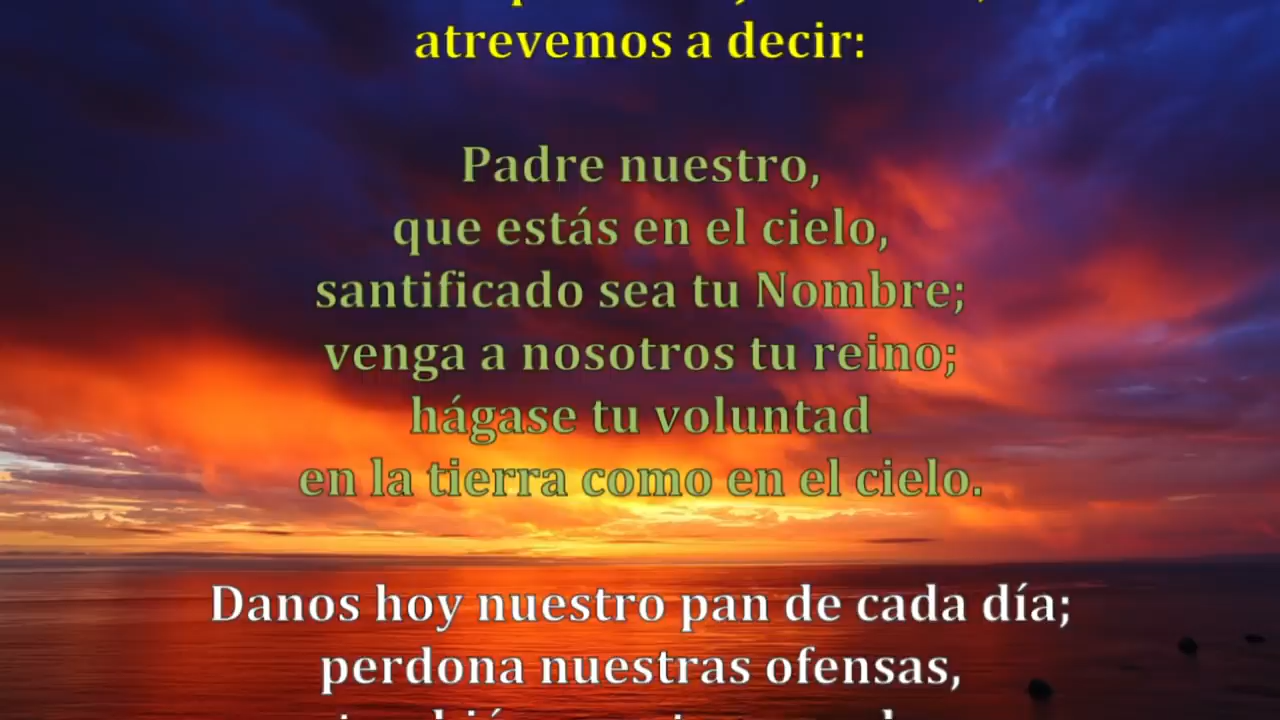 atrevemos a decir:
Padre nuestro,
que estás en el cielo,
santificado sea tu Nombre;
venga a nosotros tu reino;
hágase tu voluntad
en la tierra como en el cielo.
Danos hoy nuestro pan de cada día;
perdona nuestras ofensas,